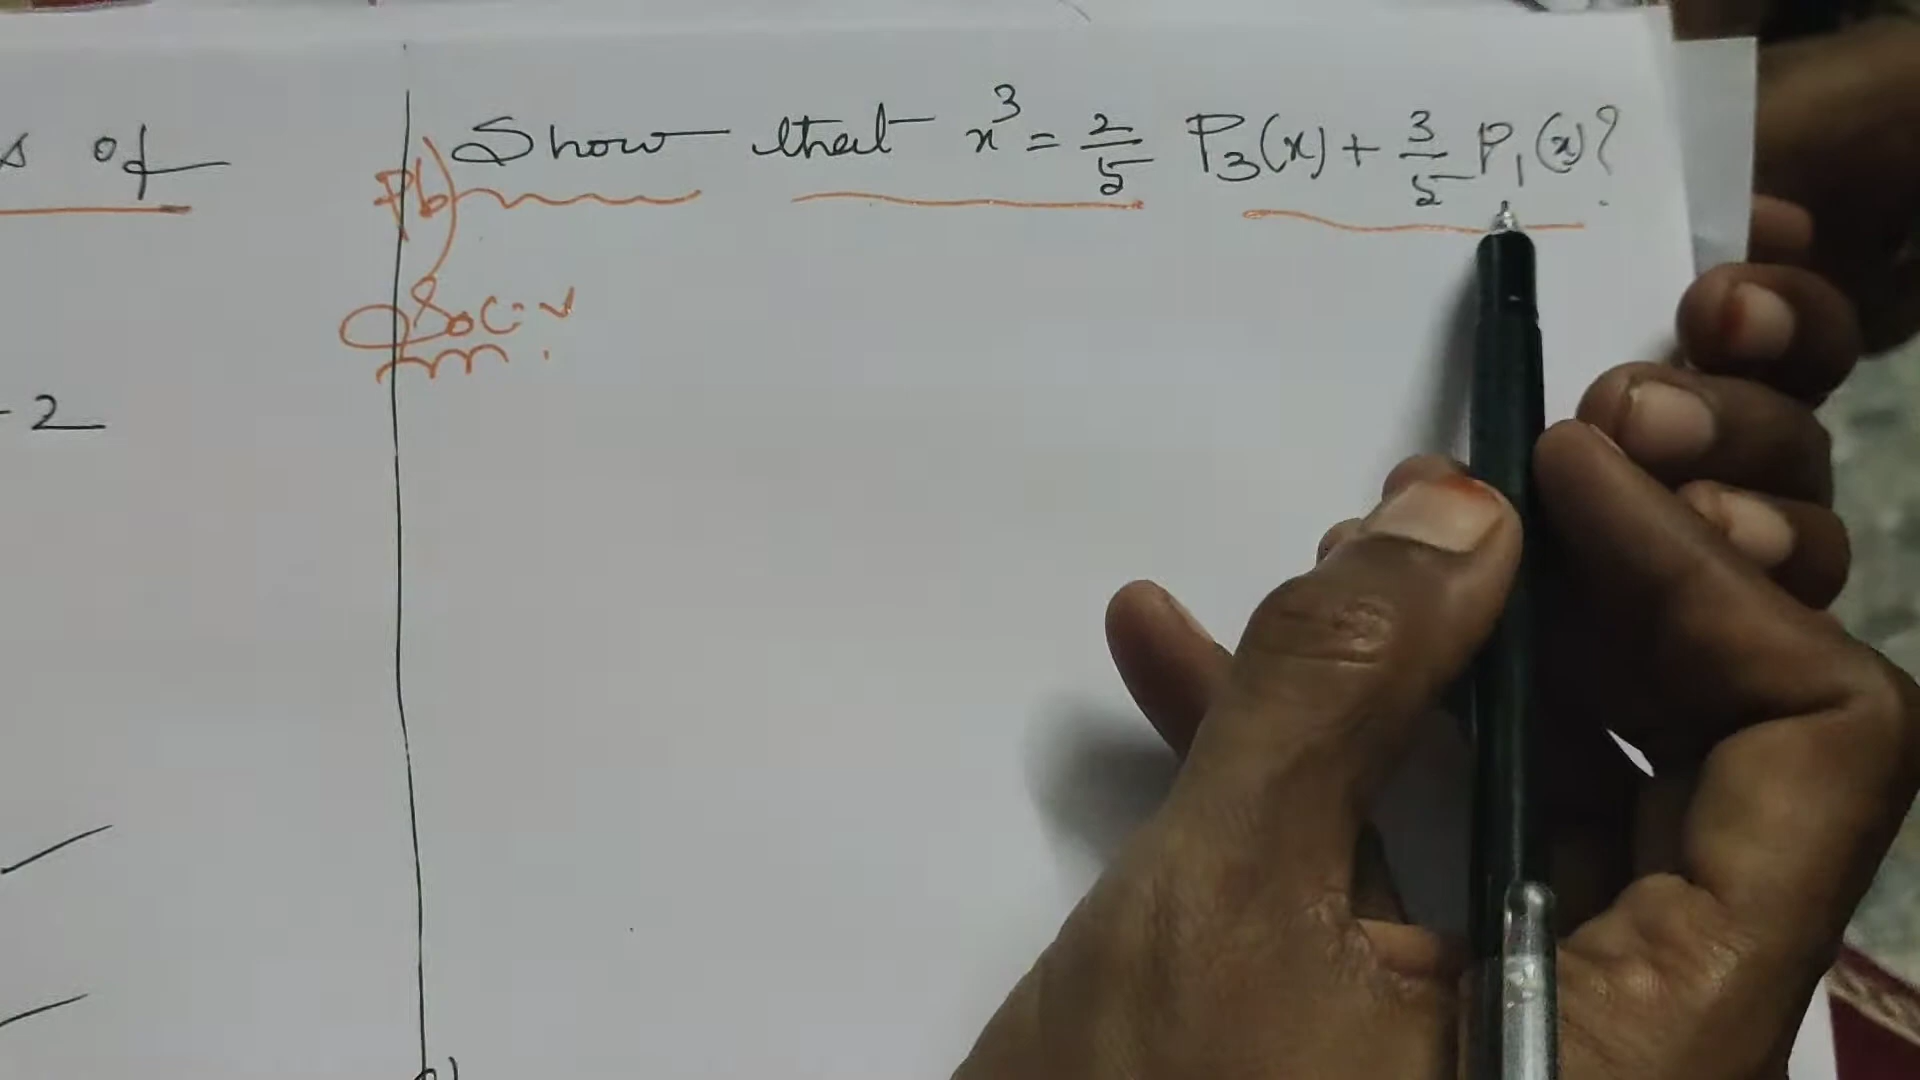 s of
Show that x³ = 2/5 P₃(x) + 3/5 P₁(x)?
Pb)
Sol:-
-2